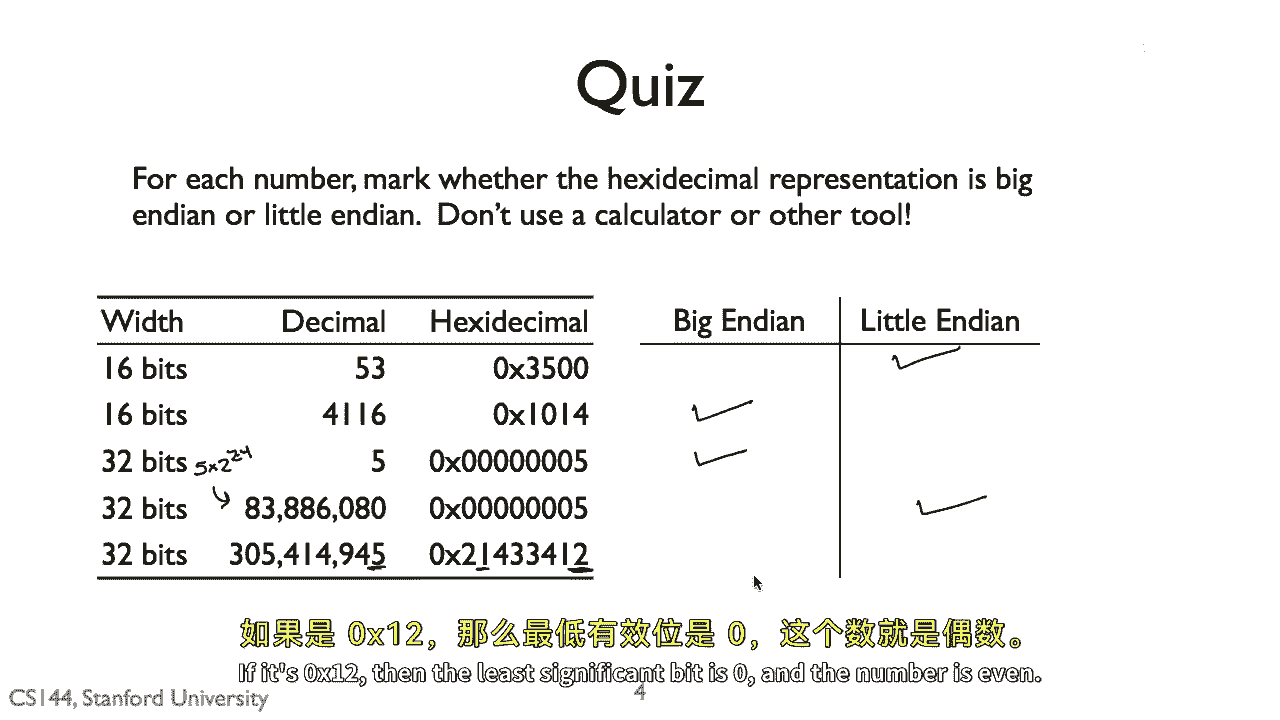 Quiz
For each number, mark whether the hexidecimal representation is big
endian or little endian. Don't use a calculator or other tool!
Width Decimal Hexidecimal Big Endian Little Endian
16 bits 53 0x3500
16 bits 4116 0x1014
32 bits 5x2^24 5 0x00000005
32 bits 83,886,080 0x00000005
32 bits 305,414,945 0x21433412
如果是 0x12，那么最低有效位是 0，这个数就是偶数。
If it's 0x12, then the least significant bit is 0, and the number is even.
CS144, Stanford University 4